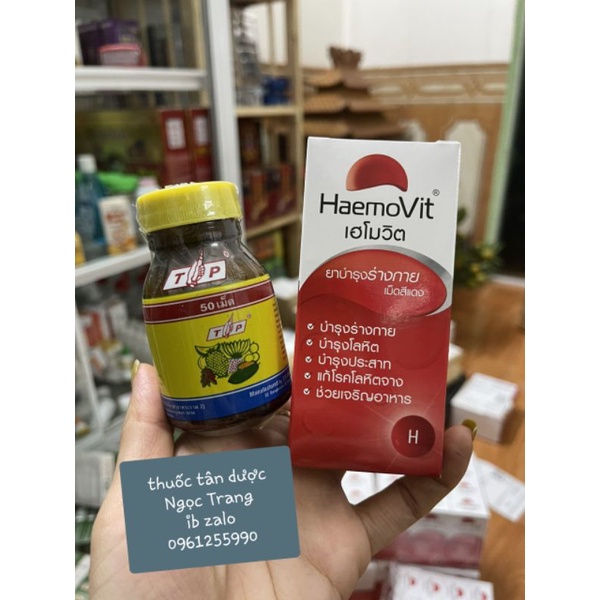 TP
50 เม็ด
TP
HaemoVit®
เฮโมวิต
ยาบำรุงร่างกาย
เม็ดสีแดง
บำรุงร่างกาย
บำรุงโลหิต
บำรุงประสาท
แก้โรคโลหิตจาง
ช่วยเจริญอาหาร
H
thuốc tân dược
Ngọc Trang
ib zalo
0961255990